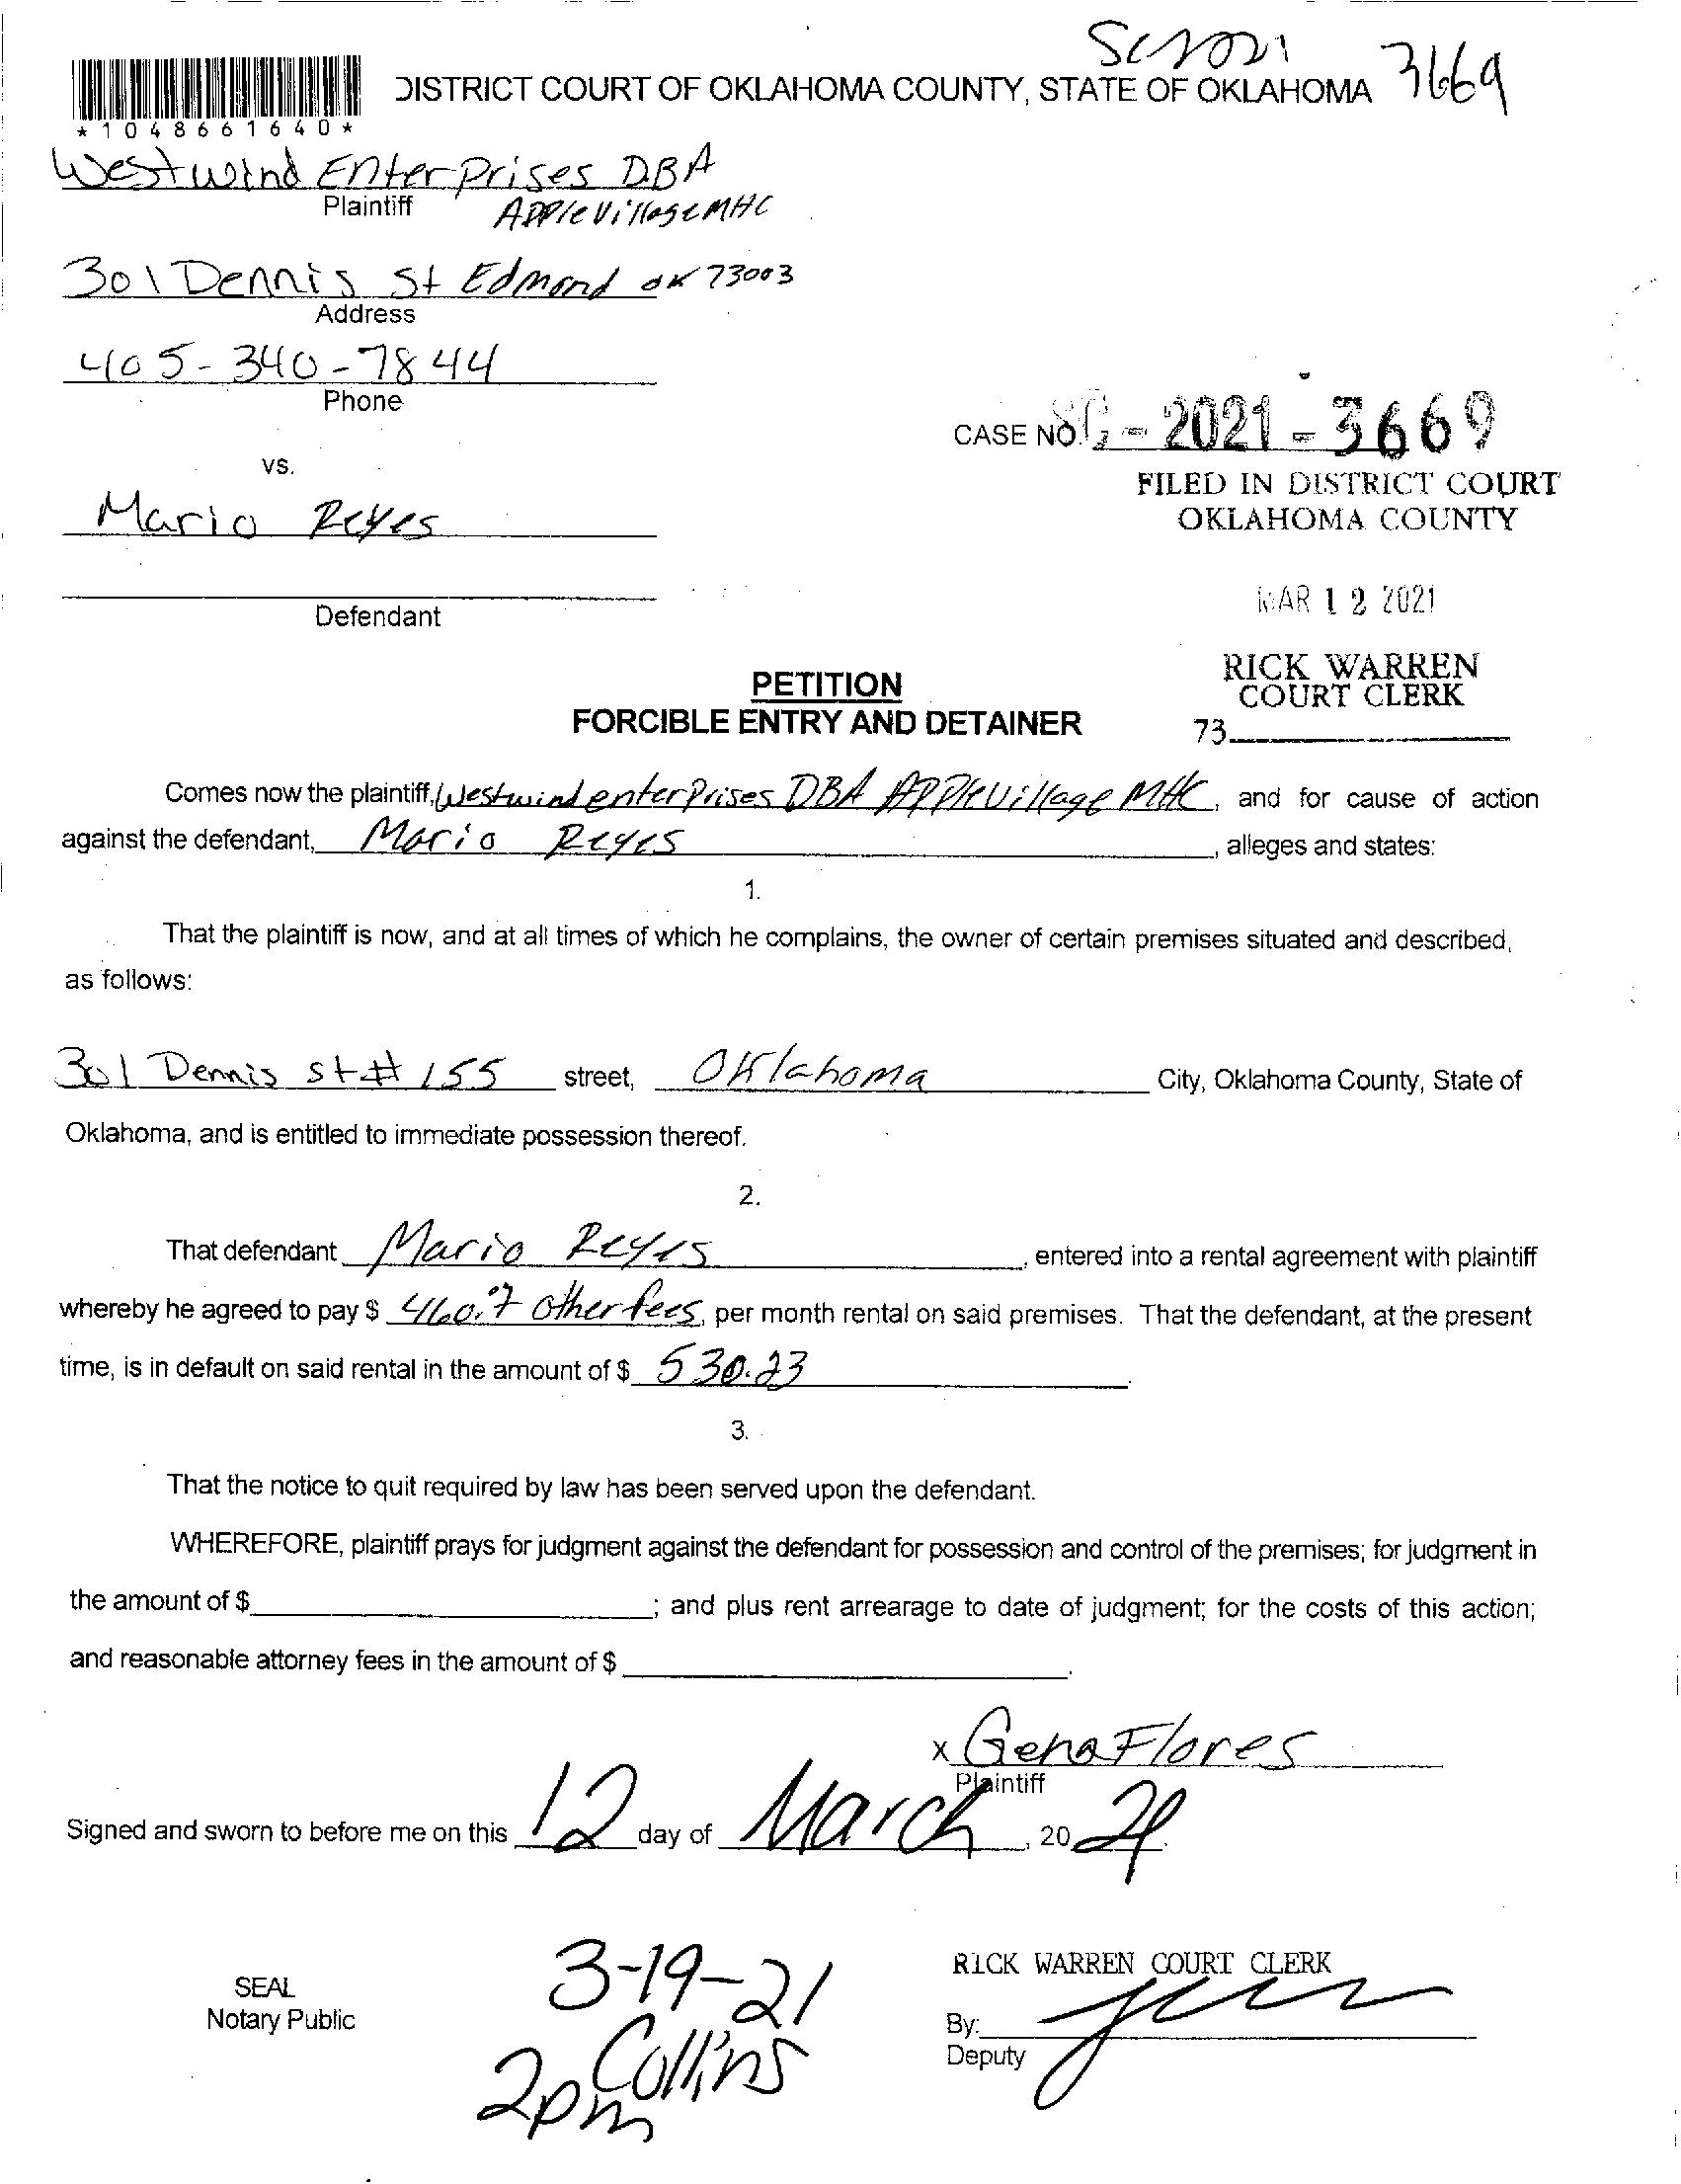 SC2021 3669
DISTRICT COURT OF OKLAHOMA COUNTY, STATE OF OKLAHOMA
*1048661640*
Westwind Enterprises DBA
Plaintiff AppleVillageMHC
301 Dennis St Edmond OK 73003
Address
405-340-7844
Phone
CASE NO. SC-2021-3669
vs.
FILED IN DISTRICT COURT
OKLAHOMA COUNTY
Mario Reyes
MAR 12 2021
Defendant
RICK WARREN
COURT CLERK
73
PETITION
FORCIBLE ENTRY AND DETAINER
Comes now the plaintiff, Westwind enterprises DBA AppleVillage MHC, and for cause of action
against the defendant, Mario Reyes, alleges and states:
1.
That the plaintiff is now, and at all times of which he complains, the owner of certain premises situated and described,
as follows:
301 Dennis st # 155 street, Oklahoma City, Oklahoma County, State of
Oklahoma, and is entitled to immediate possession thereof.
2.
That defendant Mario Reyes, entered into a rental agreement with plaintiff
whereby he agreed to pay $ 460.+ other fees, per month rental on said premises. That the defendant, at the present
time, is in default on said rental in the amount of $ 530.23.
3.
That the notice to quit required by law has been served upon the defendant.
WHEREFORE, plaintiff prays for judgment against the defendant for possession and control of the premises; for judgment in
the amount of $; and plus rent arrearage to date of judgment; for the costs of this action;
and reasonable attorney fees in the amount of $.
x Gena Flores
Plaintiff
Signed and sworn to before me on this 12 day of March, 2021.
3-19-21
RICK WARREN COURT CLERK
SEAL
Notary Public
Collins
By:
Deputy
2pm